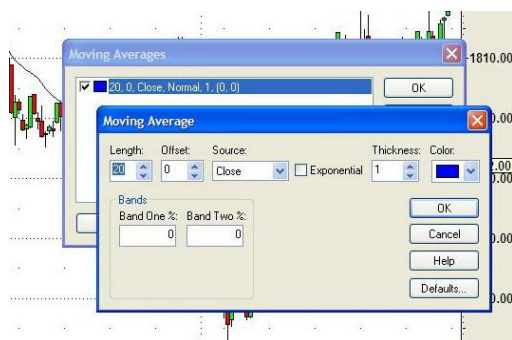 Moving Averages
1810.00
20, 0, Close, Normal, 1, (0, 0)
OK
Moving Average
Length: Offset: Source: Thickness: Color:
20 0 Close Exponential 1
Bands
Band One %: Band Two %:
0 0
OK
Cancel
Help
Defaults...